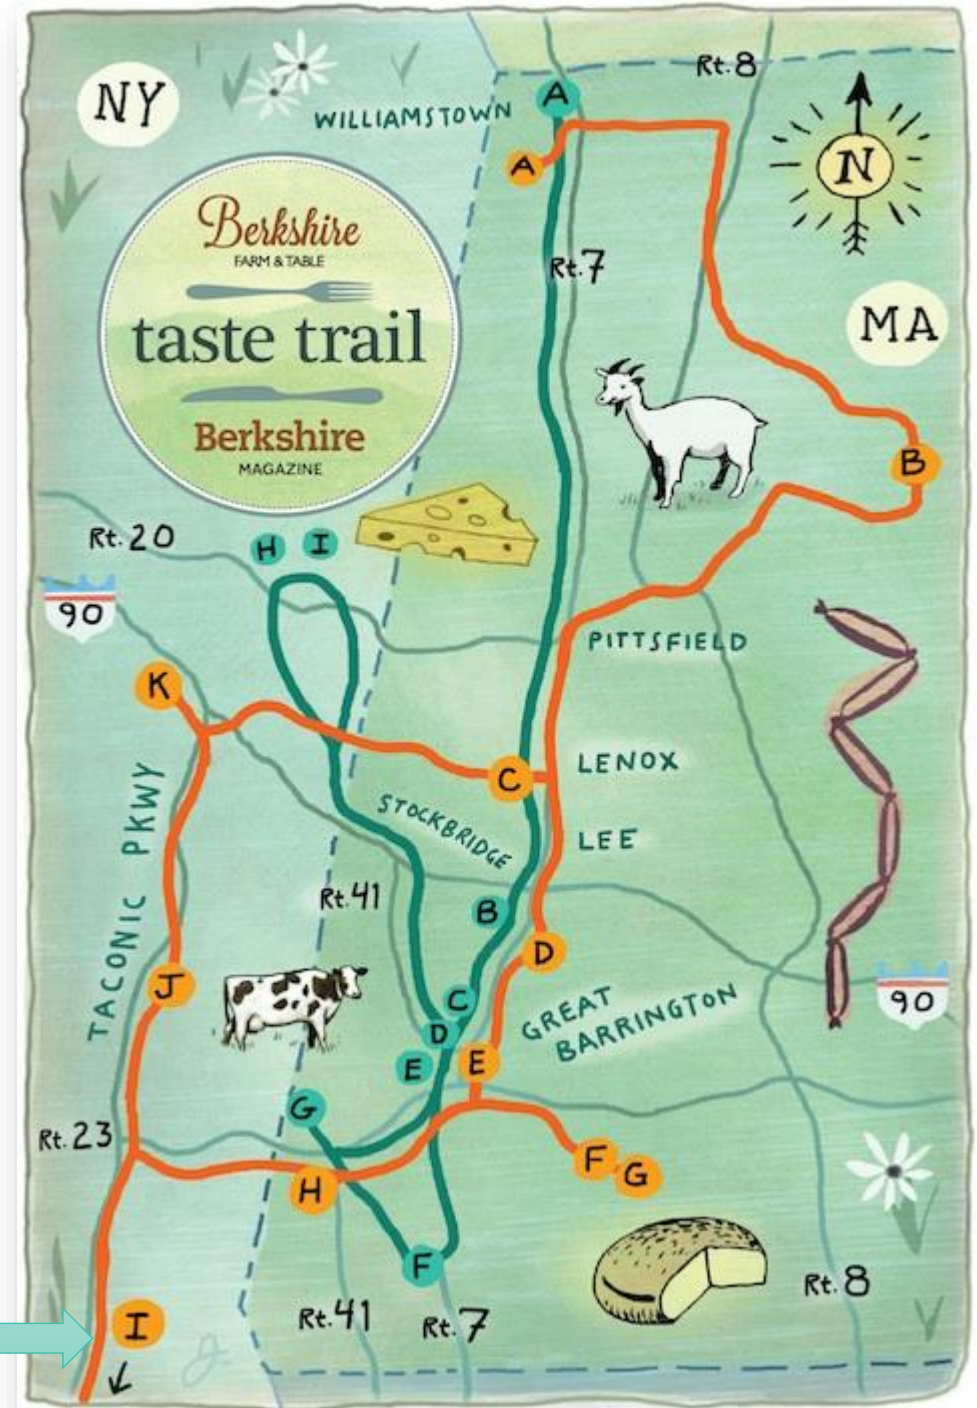 Rt. 8
NY
A
WILLIAMSTOWN
N
A
Berkshire
FARM & TABLE
Rt. 7
MA
taste trail
Berkshire
MAGAZINE
B
Rt. 20
H I
90
PITTSFIELD
K
LENOX
C
TACONIC PKWY
STOCKBRIDGE
LEE
Rt. 41
B
D
J
C
90
GREAT
BARRINGTON
D
E
E
G
Rt. 23
F
G
H
F
Rt. 8
I
Rt. 41
Rt. 7